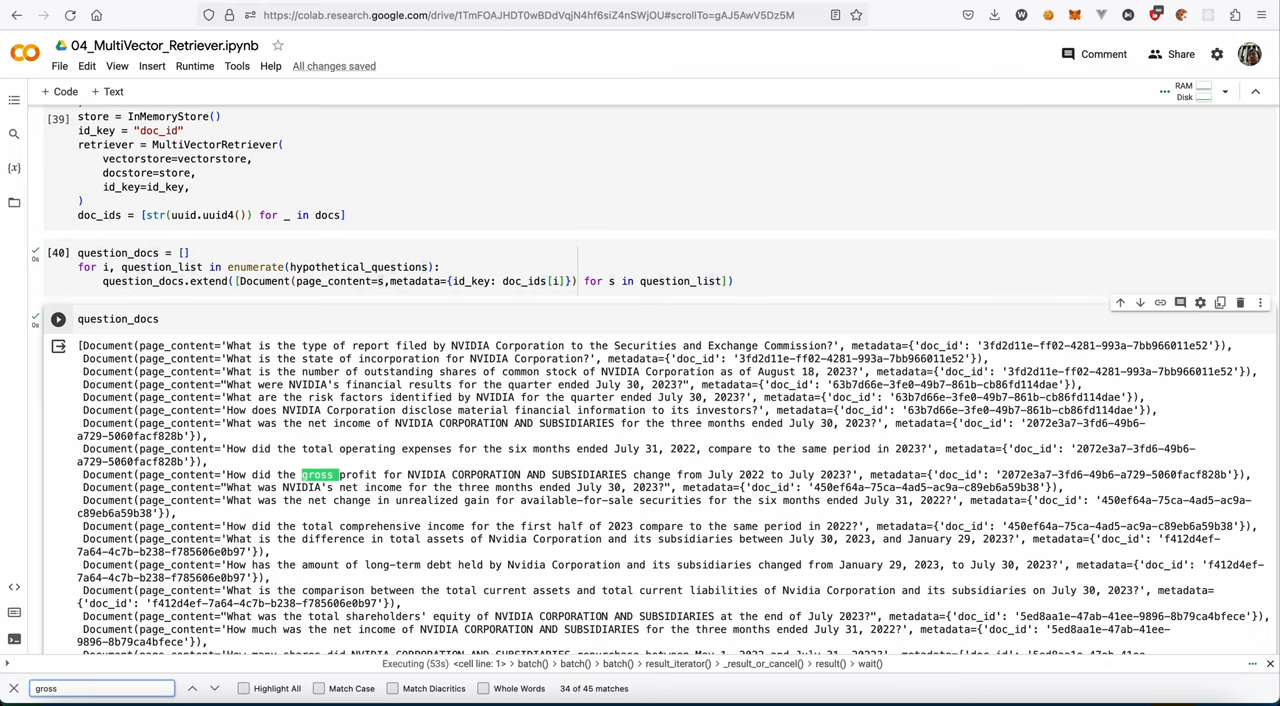 https://colab.research.google.com/drive/1TmFOAJHDT0wBDdVqjN4hf6siZ4nSWjOU#scrollTo=gAJ5AwV5Dz5M
04_MultiVector_Retriever.ipynb
File Edit View Insert Runtime Tools Help All changes saved
Comment Share
+ Code + Text
RAM
Disk
[39] store = InMemoryStore()
id_key = "doc_id"
retriever = MultiVectorRetriever(
vectorstore=vectorstore,
docstore=store,
id_key=id_key,
)
doc_ids = [str(uuid.uuid4()) for _ in docs]
0s
[40] question_docs = []
for i, question_list in enumerate(hypothetical_questions):
question_docs.extend([Document(page_content=s,metadata={id_key: doc_ids[i]}) for s in question_list])
0s
question_docs
[Document(page_content='What is the type of report filed by NVIDIA Corporation to the Securities and Exchange Commission?', metadata={'doc_id': '3fd2d11e-ff02-4281-993a-7bb966011e52'}),
Document(page_content='What is the state of incorporation for NVIDIA Corporation?', metadata={'doc_id': '3fd2d11e-ff02-4281-993a-7bb966011e52'}),
Document(page_content='What is the number of outstanding shares of common stock of NVIDIA Corporation as of August 18, 2023?', metadata={'doc_id': '3fd2d11e-ff02-4281-993a-7bb966011e52'}),
Document(page_content="What were NVIDIA's financial results for the quarter ended July 30, 2023?", metadata={'doc_id': '63b7d66e-3fe0-49b7-861b-cb86fd114dae'}),
Document(page_content='What are the risk factors identified by NVIDIA for the quarter ended July 30, 2023?', metadata={'doc_id': '63b7d66e-3fe0-49b7-861b-cb86fd114dae'}),
Document(page_content='How does NVIDIA Corporation disclose material financial information to its investors?', metadata={'doc_id': '63b7d66e-3fe0-49b7-861b-cb86fd114dae'}),
Document(page_content='What was the net income of NVIDIA CORPORATION AND SUBSIDIARIES for the three months ended July 30, 2023?', metadata={'doc_id': '2072e3a7-3fd6-49b6-
a729-5060facf828b'}),
Document(page_content='How did the total operating expenses for the six months ended July 31, 2022, compare to the same period in 2023?', metadata={'doc_id': '2072e3a7-3fd6-49b6-
a729-5060facf828b'}),
Document(page_content='How did the gross profit for NVIDIA CORPORATION AND SUBSIDIARIES change from July 2022 to July 2023?', metadata={'doc_id': '2072e3a7-3fd6-49b6-a729-5060facf828b'}),
Document(page_content="What was NVIDIA's net income for the three months ended July 30, 2023?", metadata={'doc_id': '450ef64a-75ca-4ad5-ac9a-c89eb6a59b38'}),
Document(page_content='What was the net change in unrealized gain for available-for-sale securities for the six months ended July 31, 2022?', metadata={'doc_id': '450ef64a-75ca-4ad5-ac9a-
c89eb6a59b38'}),
Document(page_content='How did the total comprehensive income for the first half of 2023 compare to the same period in 2022?', metadata={'doc_id': '450ef64a-75ca-4ad5-ac9a-c89eb6a59b38'}),
Document(page_content='What is the difference in total assets of Nvidia Corporation and its subsidiaries between July 30, 2023, and January 29, 2023?', metadata={'doc_id': 'f412d4ef-
7a64-4c7b-b238-f785606e0b97'}),
Document(page_content='How has the amount of long-term debt held by Nvidia Corporation and its subsidiaries changed from January 29, 2023, to July 30, 2023?', metadata={'doc_id': 'f412d4ef-
7a64-4c7b-b238-f785606e0b97'}),
Document(page_content='What is the comparison between the total current assets and total current liabilities of Nvidia Corporation and its subsidiaries on July 30, 2023?', metadata=
{'doc_id': 'f412d4ef-7a64-4c7b-b238-f785606e0b97'}),
Document(page_content="What was the total shareholders' equity of NVIDIA CORPORATION AND SUBSIDIARIES at the end of July 2023?", metadata={'doc_id': '5ed8aa1e-47ab-41ee-9896-8b79ca4bfece'}),
Document(page_content='How much was the net income of NVIDIA CORPORATION AND SUBSIDIARIES for the three months ended July 31, 2022?', metadata={'doc_id': '5ed8aa1e-47ab-41ee-
9896-8b79ca4bfece'}),
Executing (53s) <cell line: 1> > batch() > batch() > batch() > result_iterator() > _result_or_cancel() > result() > wait()
gross Highlight All Match Case Match Diacritics Whole Words 34 of 45 matches